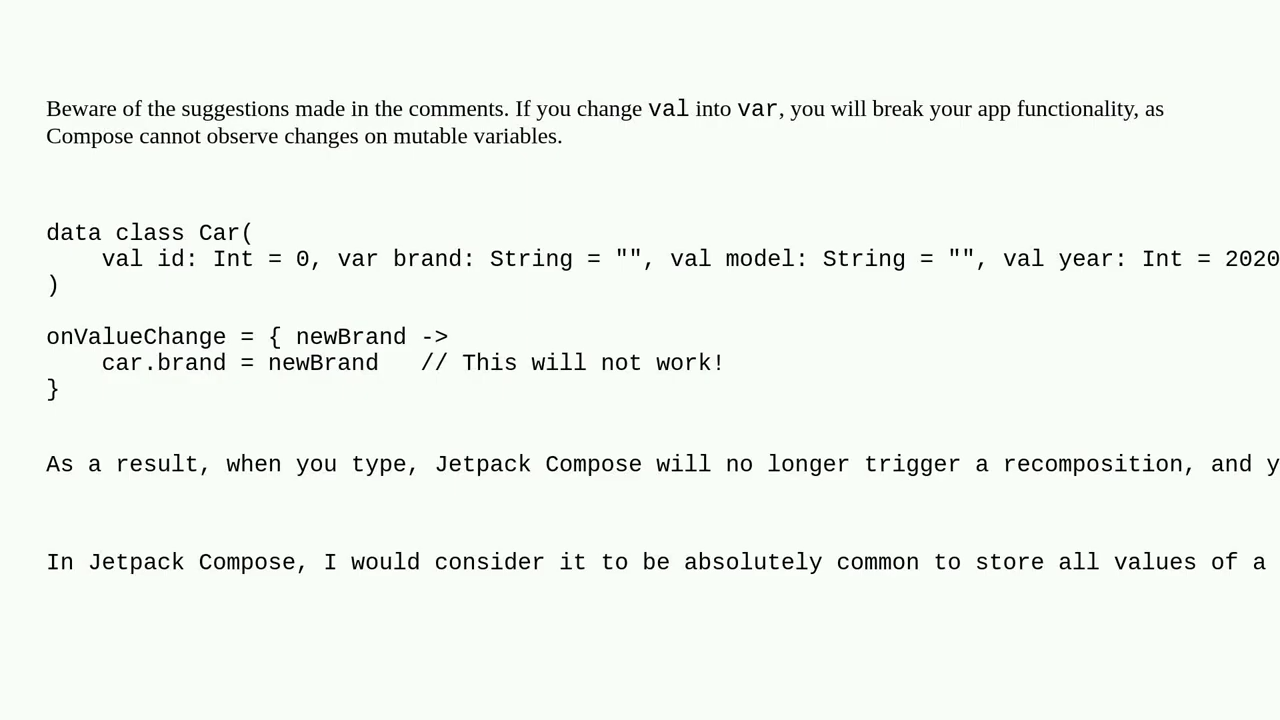 Beware of the suggestions made in the comments. If you change val into var, you will break your app functionality, as
Compose cannot observe changes on mutable variables.
data class Car(
    val id: Int = 0, var brand: String = "", val model: String = "", val year: Int = 2020
)
onValueChange = { newBrand ->
    car.brand = newBrand   // This will not work!
}
As a result, when you type, Jetpack Compose will no longer trigger a recomposition, and y
In Jetpack Compose, I would consider it to be absolutely common to store all values of a